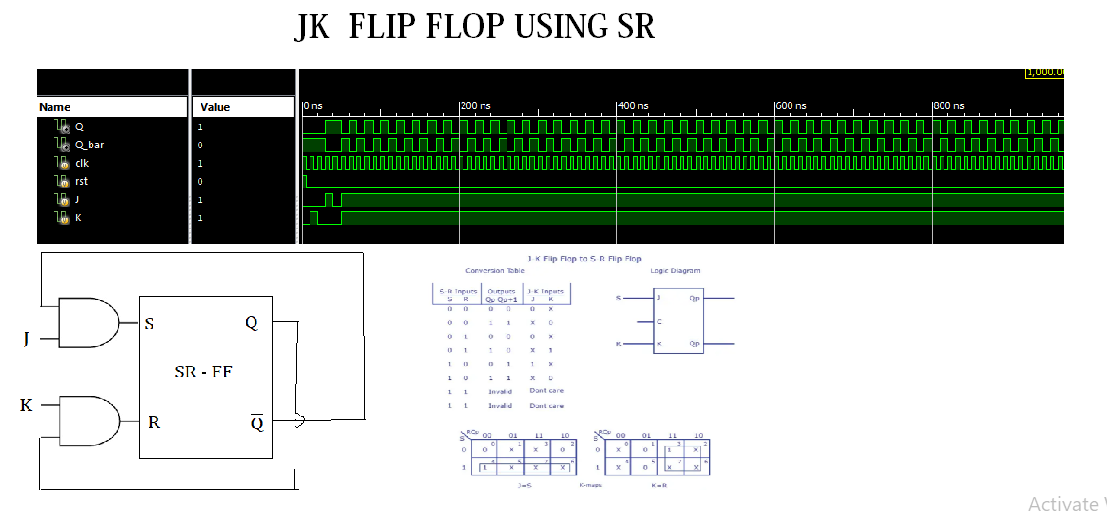 JK FLIP FLOP USING SR
1,000.00
Name Value
0 ns 200 ns 400 ns 600 ns 800 ns
Q 1
Q_bar 0
clk 1
rst 0
J 1
K 1
J
K
S
R
SR - FF
Q
Q̅
J-K Flip Flop to S-R Flip Flop
Conversion Table
Logic Diagram
S-R Inputs Outputs J-K Inputs
S R Qp Qp+1 J K
0 0 0 0 0 X
0 0 1 1 X 0
0 1 0 0 0 X
0 1 1 0 X 1
1 0 0 1 1 X
1 0 1 1 X 0
1 1 Invalid Dont care
1 1 Invalid Dont care
S J Qp
C
K Qp
RQp 00 01 11 10
S
0 0 X X 0
1 1 X X X
J=S
K-maps
RQp 00 01 11 10
S
0 X 0 1 X
1 X 0 X X
K=R
Activate